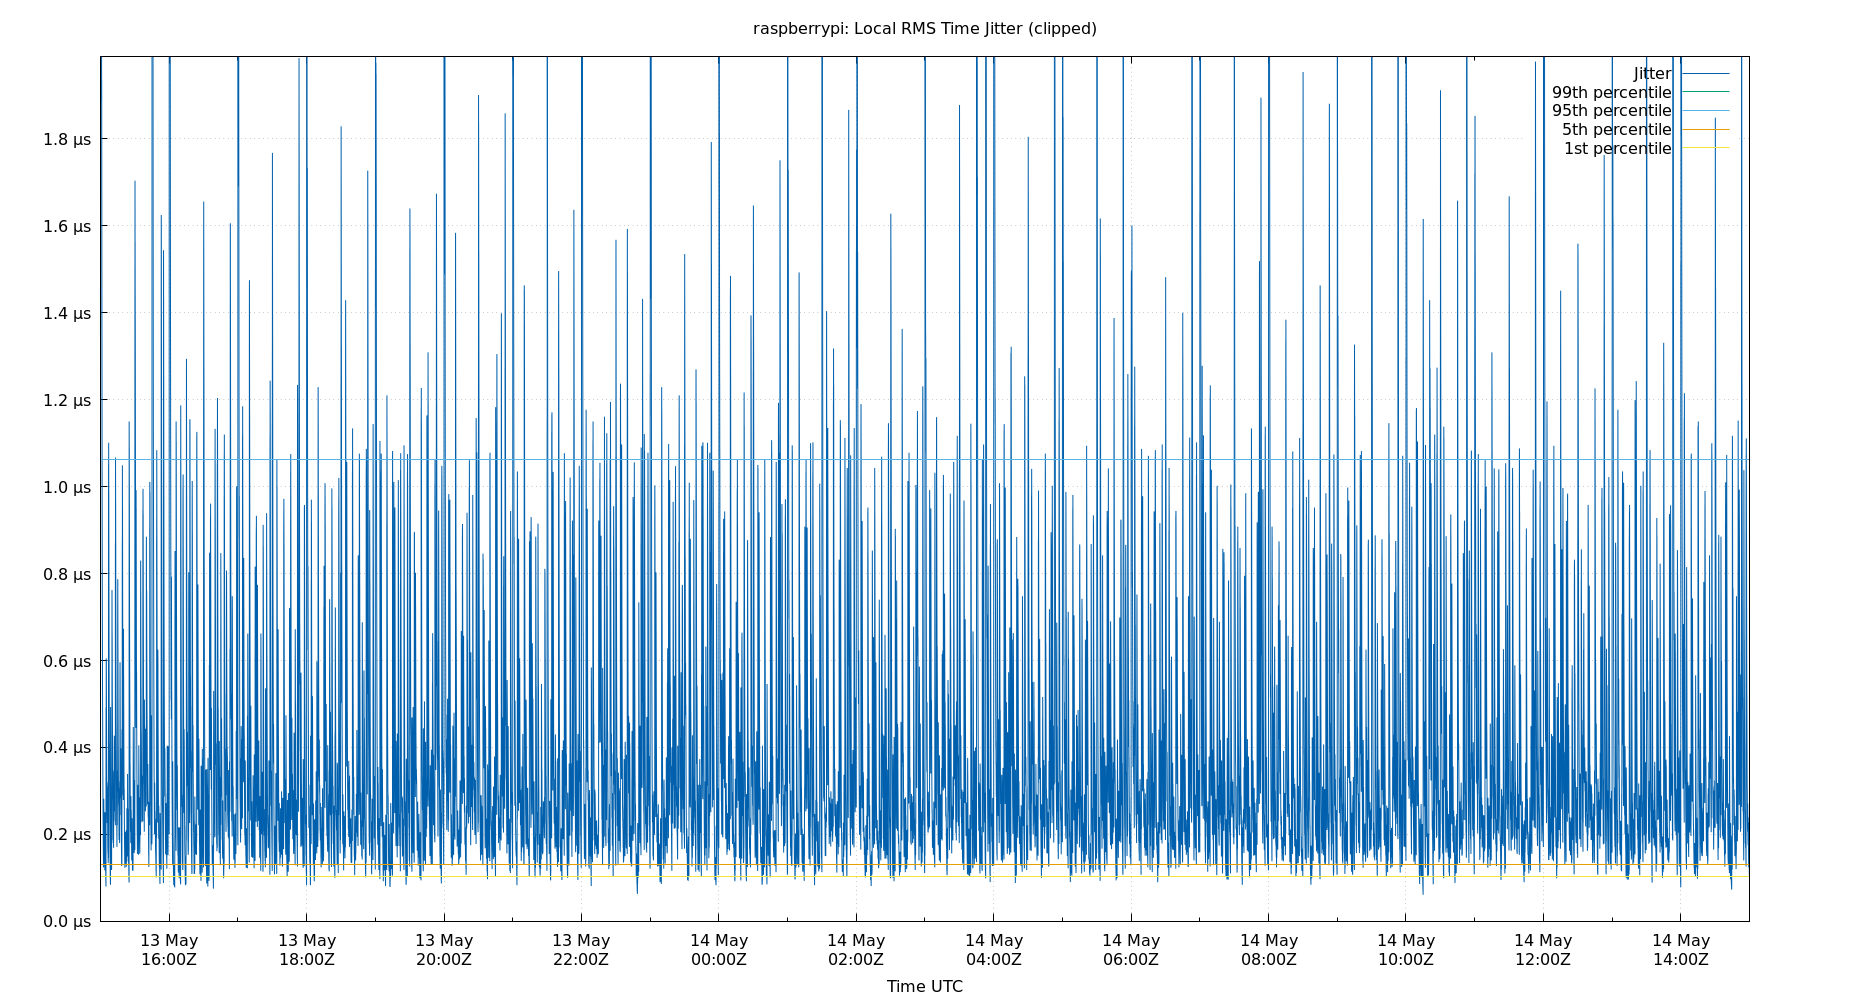 raspberrypi: Local RMS Time Jitter (clipped)
Jitter
99th percentile
95th percentile
5th percentile
1st percentile
1.8 µs
1.6 µs
1.4 µs
1.2 µs
1.0 µs
0.8 µs
0.6 µs
0.4 µs
0.2 µs
0.0 µs
13 May 13 May 13 May 13 May 14 May 14 May 14 May 14 May 14 May 14 May 14 May 14 May
16:00Z 18:00Z 20:00Z 22:00Z 00:00Z 02:00Z 04:00Z 06:00Z 08:00Z 10:00Z 12:00Z 14:00Z
Time UTC